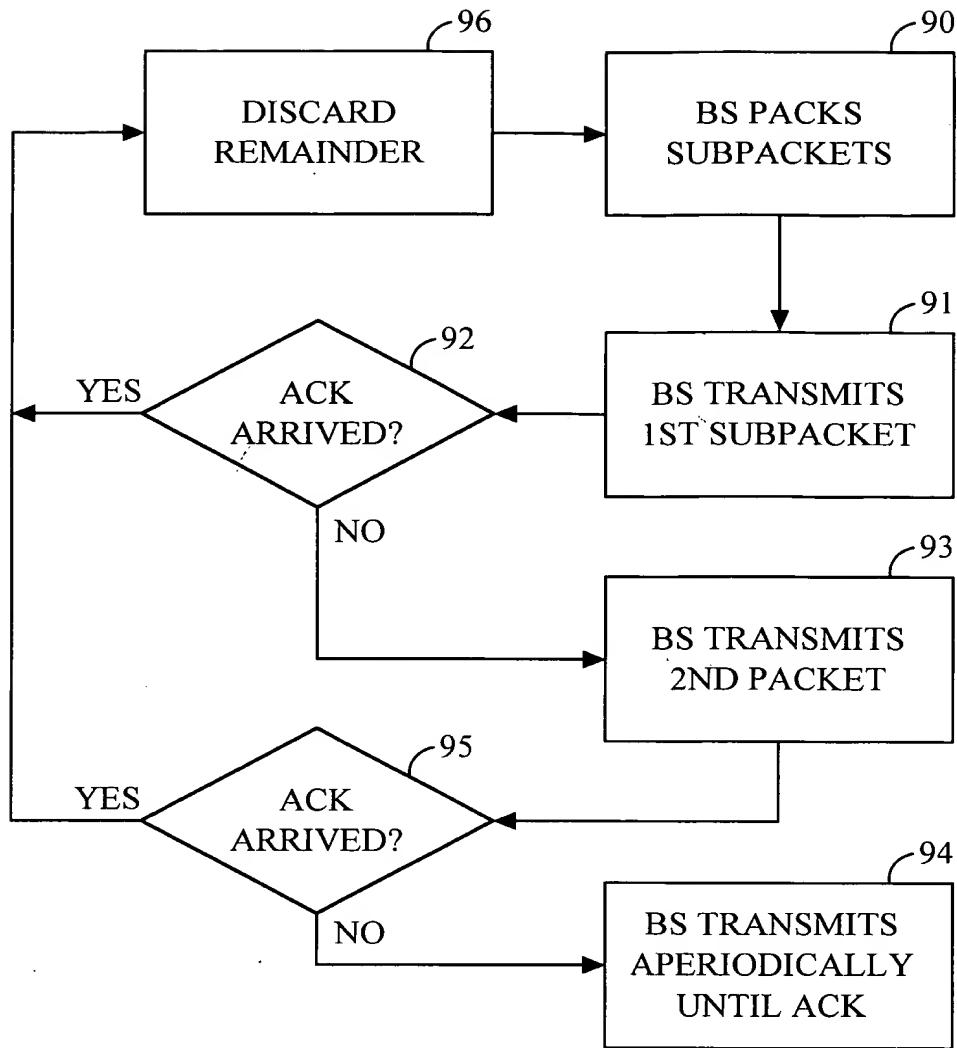 96
DISCARD
REMAINDER
90
BS PACKS
SUBPACKETS
91
BS TRANSMITS
1ST SUBPACKET
92
ACK
ARRIVED?
YES
NO
93
BS TRANSMITS
2ND PACKET
95
ACK
ARRIVED?
YES
NO
94
BS TRANSMITS
APERIODICALLY
UNTIL ACK